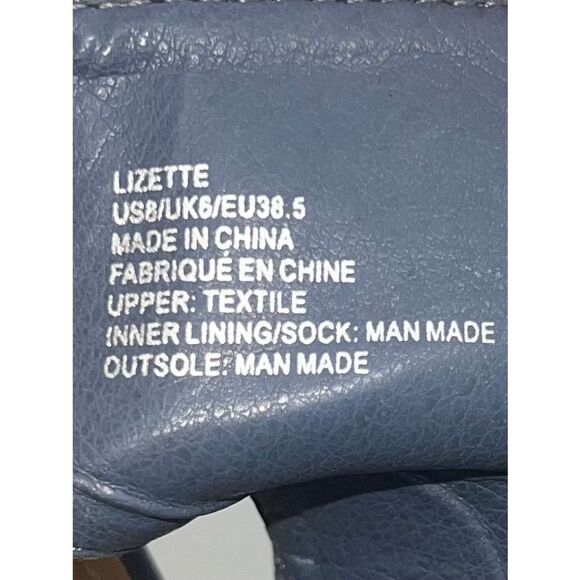 LIZETTE
US8/UK6/EU38.5
MADE IN CHINA
FABRIQUÉ EN CHINE
UPPER: TEXTILE
INNER LINING/SOCK: MAN MADE
OUTSOLE: MAN MADE